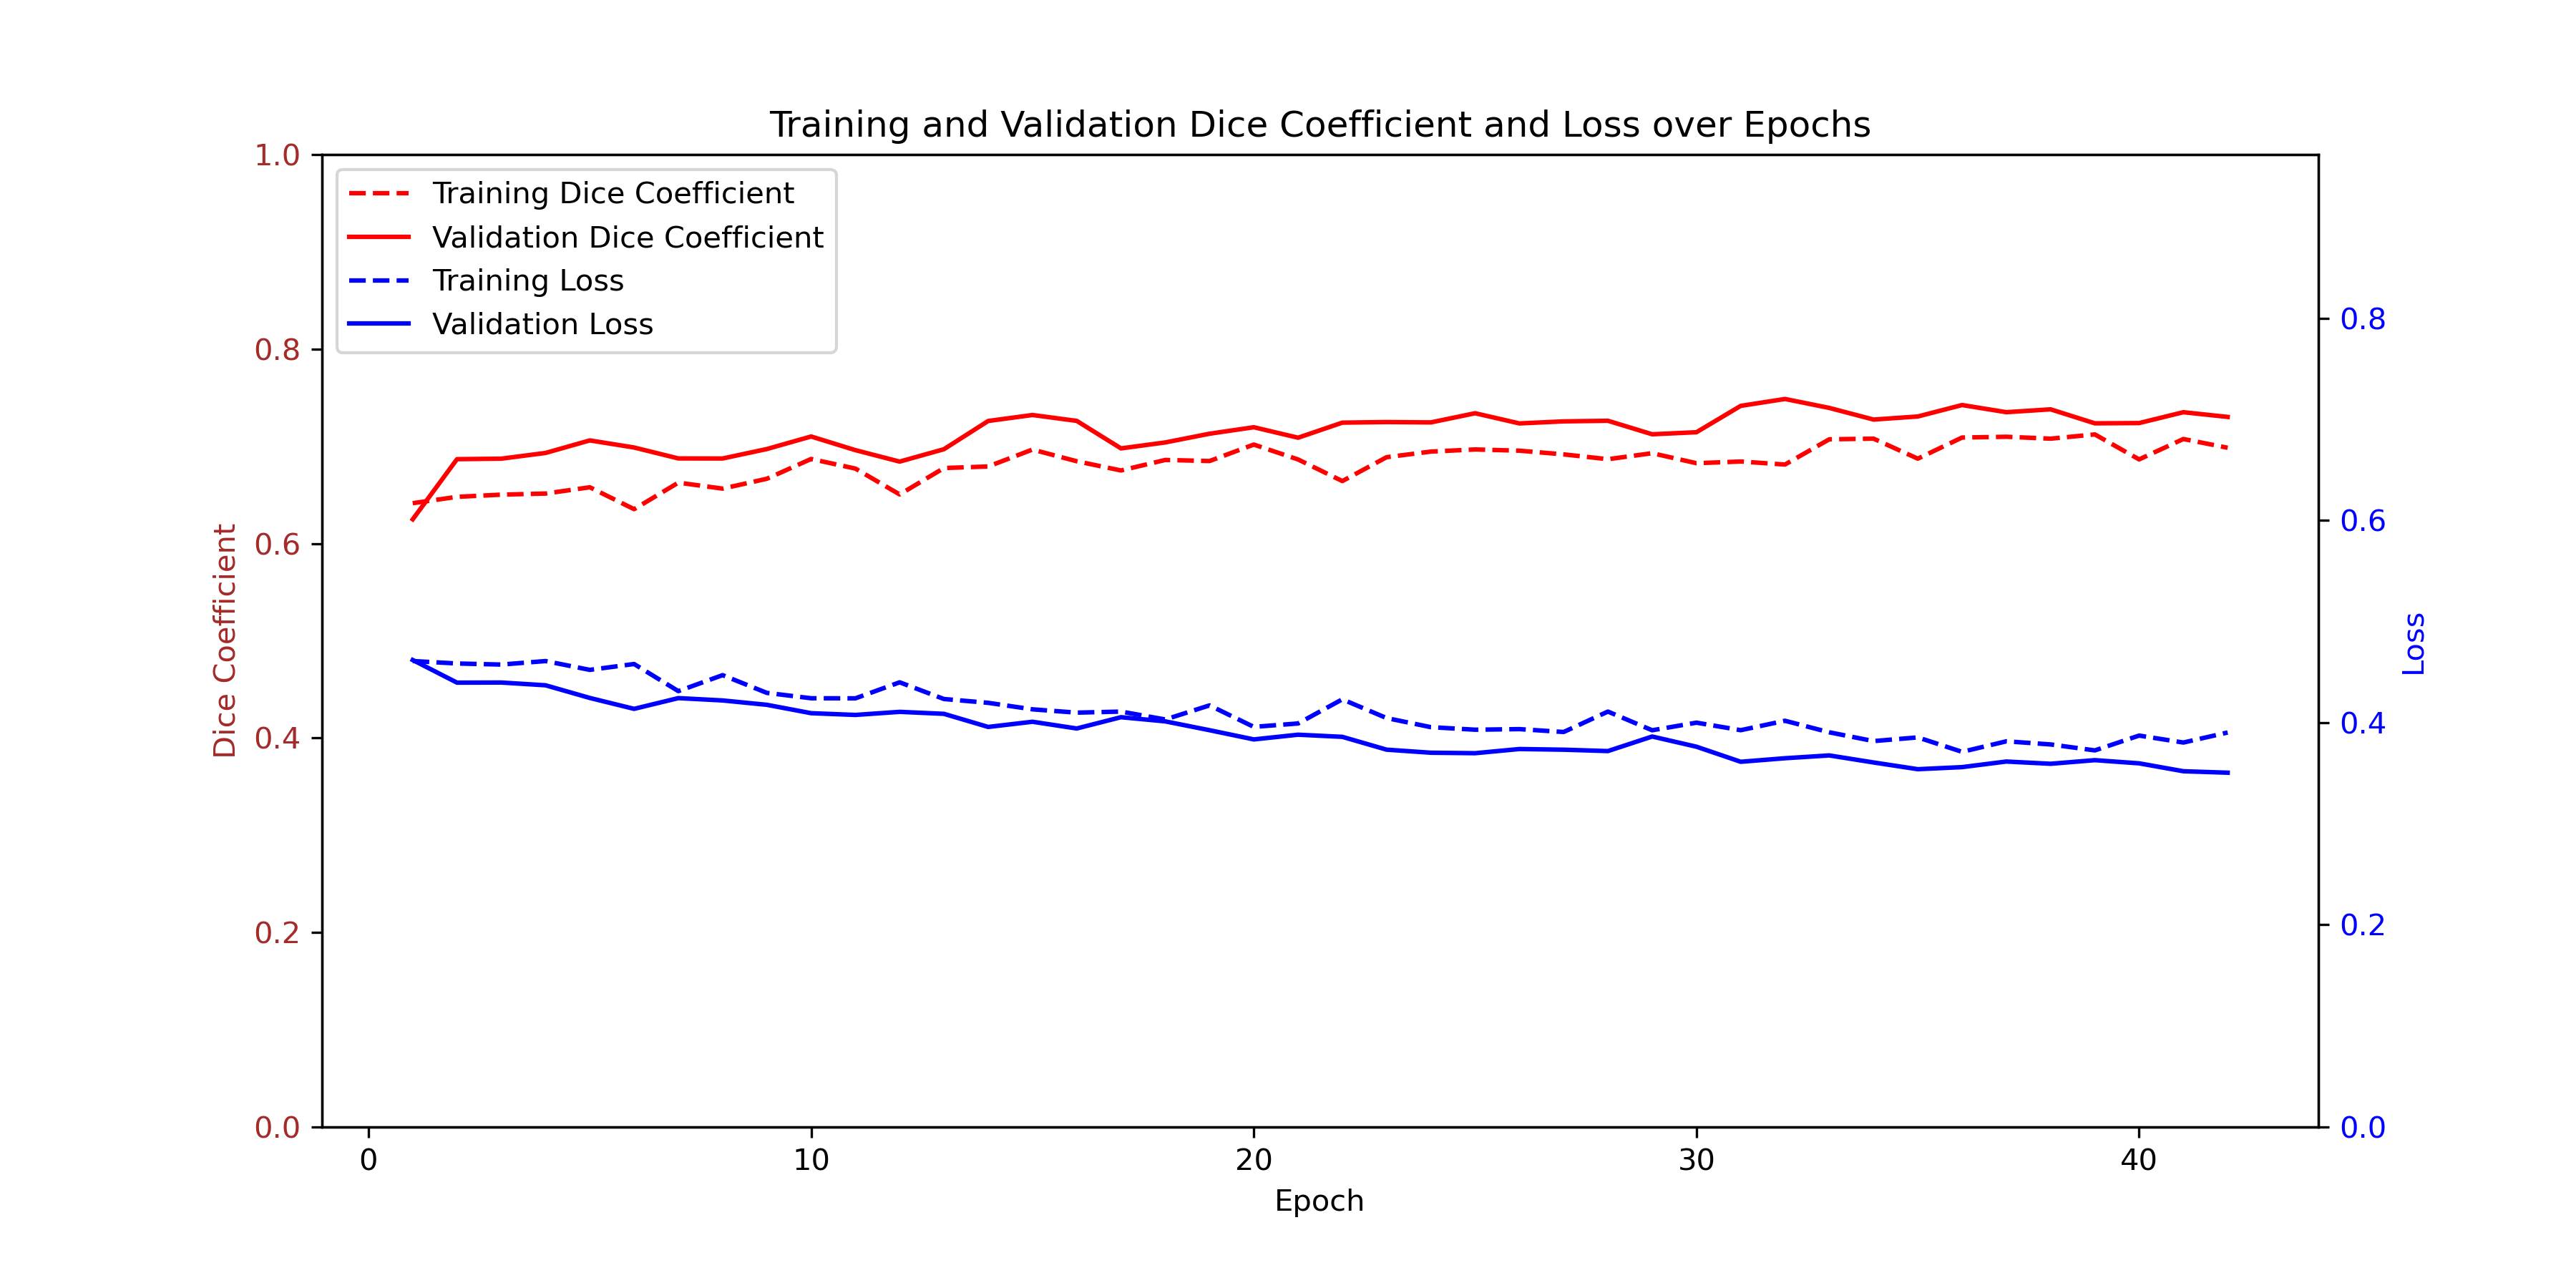 Training and Validation Dice Coefficient and Loss over Epochs
Training Dice Coefficient
Validation Dice Coefficient
Training Loss
Validation Loss
Dice Coefficient
1.0
0.8
0.6
0.4
0.2
0.0
0.8
0.6
0.4
0.2
0.0
Loss
0 10 20 30 40
Epoch